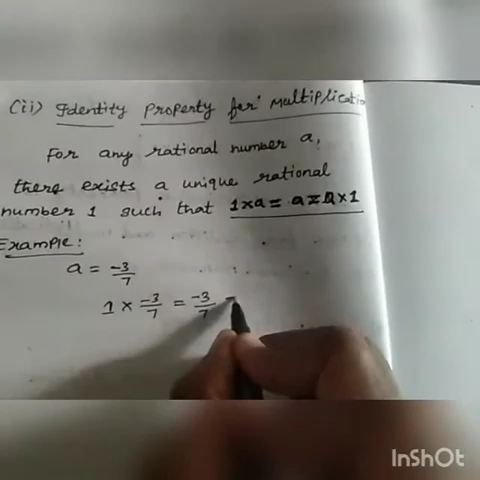 (ii) Identity Property for Multiplicatio
For any rational number a,
there exists a unique rational
number 1 such that 1×a = a = a×1
Example:
a = -3/7
1 × -3/7 = -3/7 =
InShOt